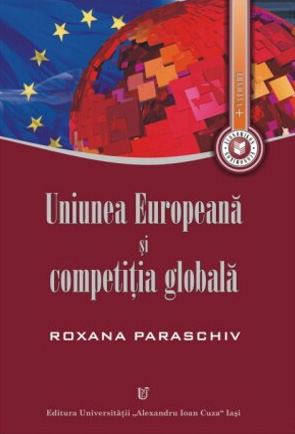 Uniunea Europeană
și
competiția globală
ROXANA PARASCHIV
Editura Universității „Alexandru Ioan Cuza“ Iași